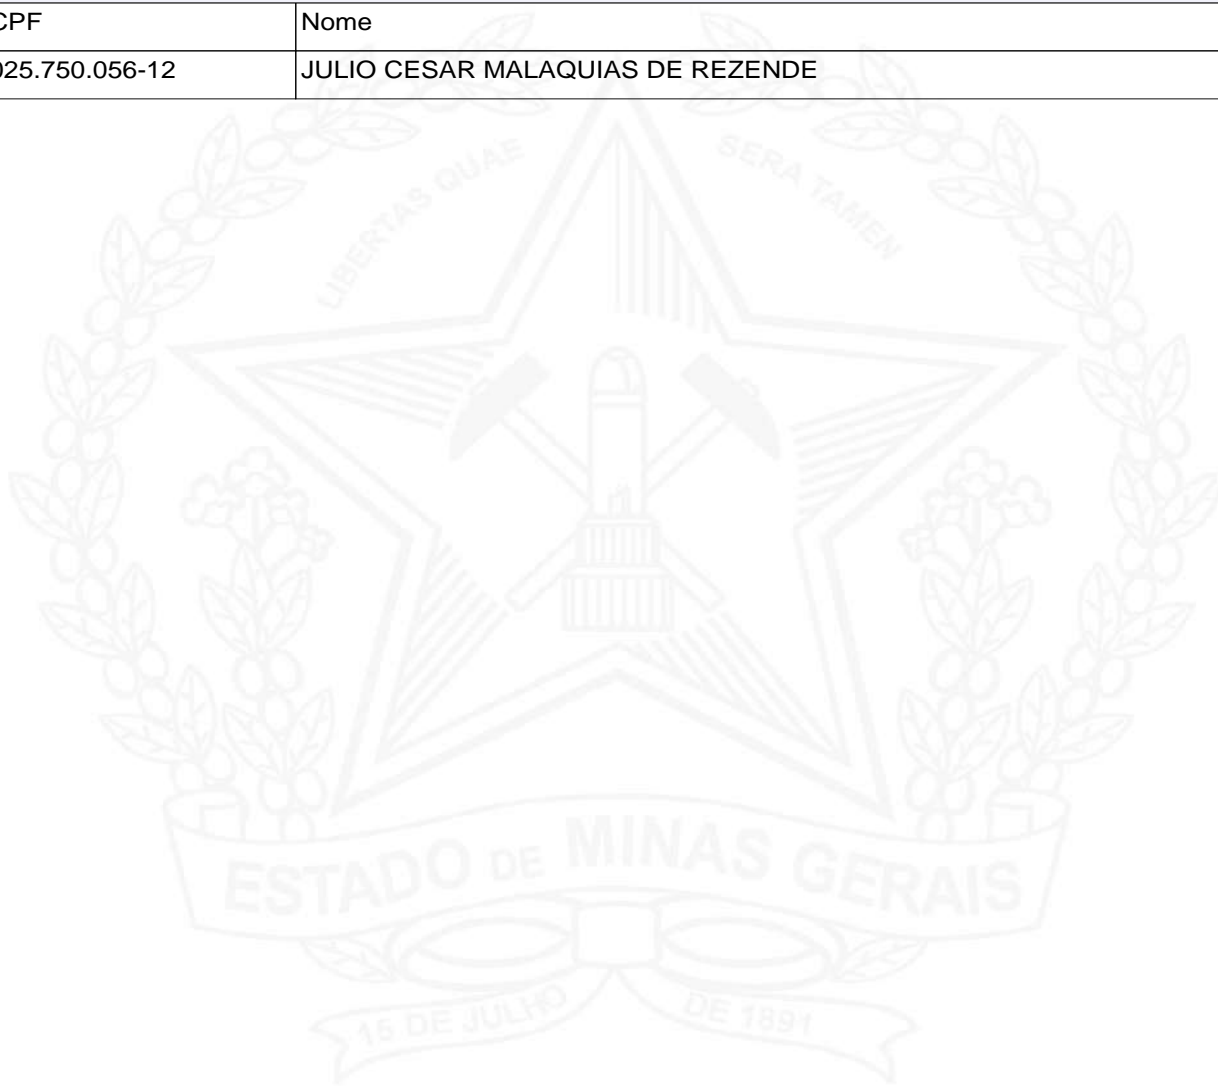 CPF Nome
025.750.056-12 JULIO CESAR MALAQUIAS DE REZENDE
LIBERTAS QUAE SERA TAMEN
ESTADO DE MINAS GERAIS
15 DE JULHO DE 1891